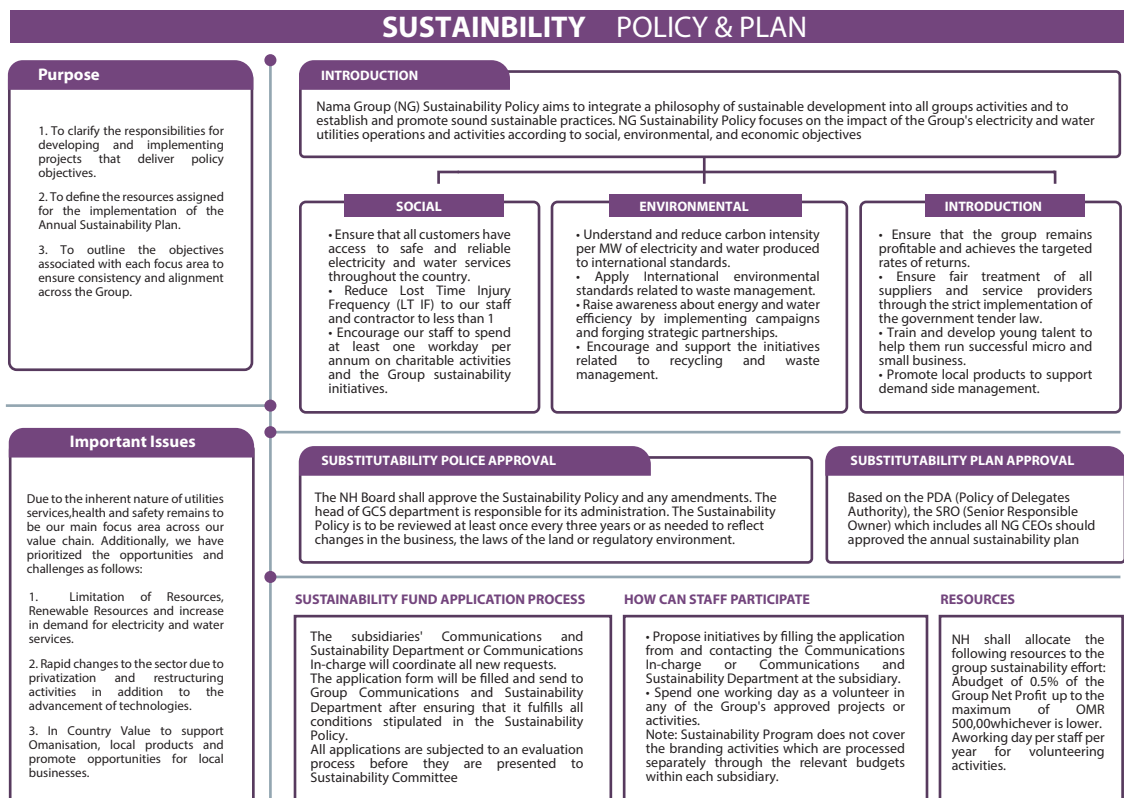 SUSTAINBILITY POLICY & PLAN
Purpose
1. To clarify the responsibilities for
developing and implementing
projects that deliver policy
objectives.
2. To define the resources assigned
for the implementation of the
Annual Sustainability Plan.
3. To outline the objectives
associated with each focus area to
ensure consistency and alignment
across the Group.
INTRODUCTION
Nama Group (NG) Sustainability Policy aims to integrate a philosophy of sustainable development into all groups activities and to
establish and promote sound sustainable practices. NG Sustainability Policy focuses on the impact of the Group's electricity and water
utilities operations and activities according to social, environmental, and economic objectives
SOCIAL
• Ensure that all customers have
access to safe and reliable
electricity and water services
throughout the country.
• Reduce Lost Time Injury
Frequency (LT IF) to our staff
and contractor to less than 1
• Encourage our staff to spend
at least one workday per
annum on charitable activities
and the Group sustainability
initiatives.
ENVIRONMENTAL
• Understand and reduce carbon intensity
per MW of electricity and water produced
to international standards.
• Apply International environmental
standards related to waste management.
• Raise awareness about energy and water
efficiency by implementing campaigns
and forging strategic partnerships.
• Encourage and support the initiatives
related to recycling and waste
management.
INTRODUCTION
• Ensure that the group remains
profitable and achieves the targeted
rates of returns.
• Ensure fair treatment of all
suppliers and service providers
through the strict implementation of
the government tender law.
• Train and develop young talent to
help them run successful micro and
small business.
• Promote local products to support
demand side management.
Important Issues
Due to the inherent nature of utilities
services,health and safety remains to
be our main focus area across our
value chain. Additionally, we have
prioritized the opportunities and
challenges as follows:
1. Limitation of Resources,
Renewable Resources and increase
in demand for electricity and water
services.
2. Rapid changes to the sector due to
privatization and restructuring
activities in addition to the
advancement of technologies.
3. In Country Value to support
Omanisation, local products and
promote opportunities for local
businesses.
SUBSTITUTABILITY POLICE APPROVAL
The NH Board shall approve the Sustainability Policy and any amendments. The
head of GCS department is responsible for its administration. The Sustainability
Policy is to be reviewed at least once every three years or as needed to reflect
changes in the business, the laws of the land or regulatory environment.
SUBSTITUTABILITY PLAN APPROVAL
Based on the PDA (Policy of Delegates
Authority), the SRO (Senior Responsible
Owner) which includes all NG CEOs should
approved the annual sustainability plan
SUSTAINABILITY FUND APPLICATION PROCESS
The subsidiaries' Communications and
Sustainability Department or Communications
In-charge will coordinate all new requests.
The application form will be filled and send to
Group Communications and Sustainability
Department after ensuring that it fulfills all
conditions stipulated in the Sustainability
Policy.
All applications are subjected to an evaluation
process before they are presented to
Sustainability Committee
HOW CAN STAFF PARTICIPATE
• Propose initiatives by filling the application
from and contacting the Communications
In-charge or Communications and
Sustainability Department at the subsidiary.
• Spend one working day as a volunteer in
any of the Group's approved projects or
activities.
Note: Sustainability Program does not cover
the branding activities which are processed
separately through the relevant budgets
within each subsidiary.
RESOURCES
NH shall allocate the
following resources to the
group sustainability effort:
Abudget of 0.5% of the
Group Net Profit up to the
maximum of OMR
500,00whichever is lower.
Aworking day per staff per
year for volunteering
activities.